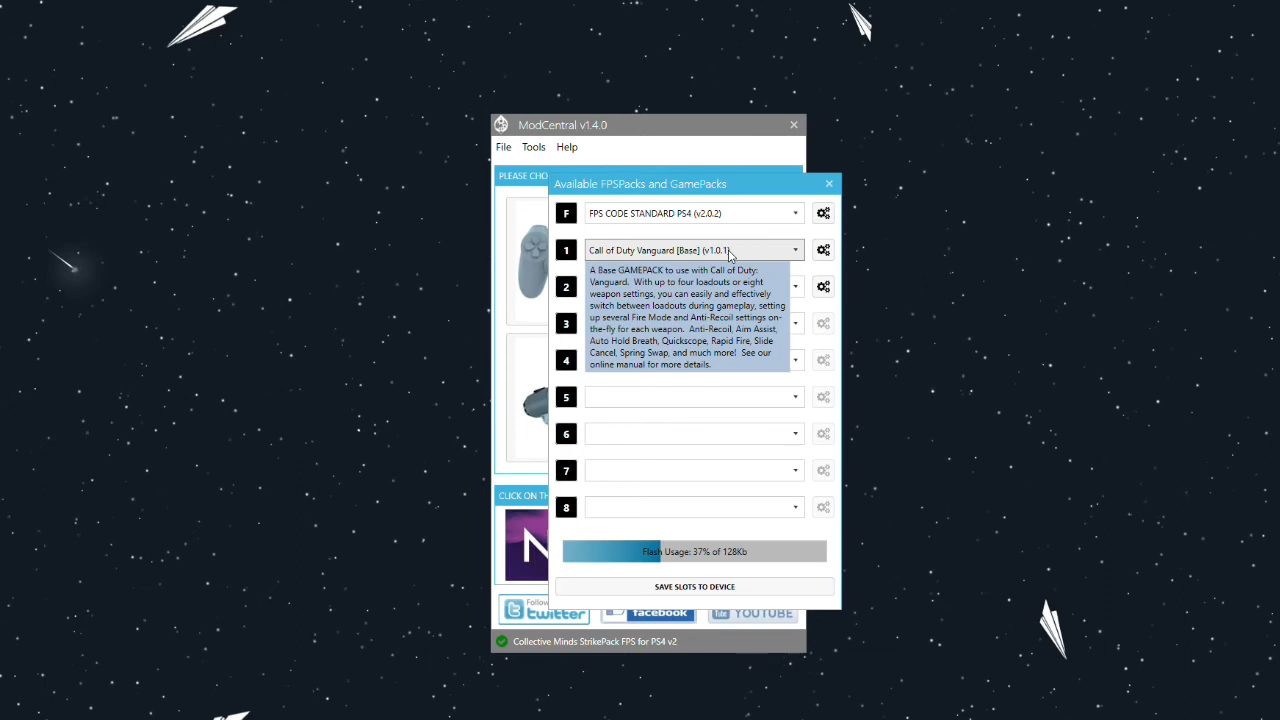 ModCentral v1.4.0
File Tools Help
PLEASE CHO
Available FPSPacks and GamePacks
F FPS CODE STANDARD PS4 (v2.0.2)
1 Call of Duty Vanguard [Base] (v1.0.1)
A Base GAMEPACK to use with Call of Duty:
Vanguard. With up to four loadouts or eight
weapon settings, you can easily and effectively
switch between loadouts during gameplay, setting
up several Fire Mode and Anti-Recoil settings on-
the-fly for each weapon. Anti-Recoil, Aim Assist,
Auto Hold Breath, Quickscope, Rapid Fire, Slide
Cancel, Spring Swap, and much more! See our
online manual for more details.
2
3
4
5
6
7
8
CLICK ON TH
N
Flash Usage: 37% of 128Kb
SAVE SLOTS TO DEVICE
Follow
twitter
facebook
YOUTUBE
Collective Minds StrikePack FPS for PS4 v2